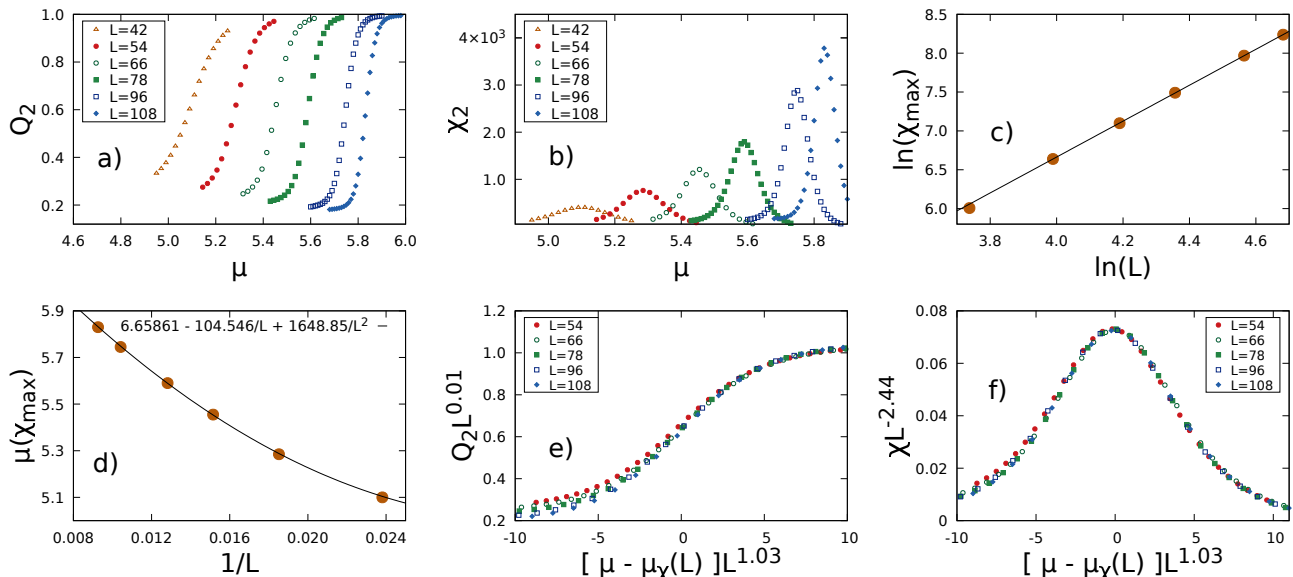 1.0
0.8
0.6
0.4
0.2
Q2
L=42
L=54
L=66
L=78
L=96
L=108
a)
4.6 4.8 5.0 5.2 5.4 5.6 5.8 6.0
μ
4×10³
3.
2.
1.
χ2
L=42
L=54
L=66
L=78
L=96
L=108
b)
5.0 5.2 5.4 5.6 5.8
μ
8.5
8.0
7.5
7.0
6.5
6.0
ln(χmax)
c)
3.8 4.0 4.2 4.4 4.6
ln(L)
5.9
5.7
5.5
5.3
5.1
μ(χmax)
6.65861 - 104.546/L + 1648.85/L²
d)
0.008 0.012 0.016 0.020 0.024
1/L
1.2
1.0
0.8
0.6
0.4
0.2
Q2L^0.01
L=54
L=66
L=78
L=96
L=108
e)
-10 -5 0 5 10
[ μ - μχ(L) ]L^1.03
0.08
0.06
0.04
0.02
0
χL^-2.44
L=54
L=66
L=78
L=96
L=108
f)
-10 -5 0 5 10
[ μ - μχ(L) ]L^1.03